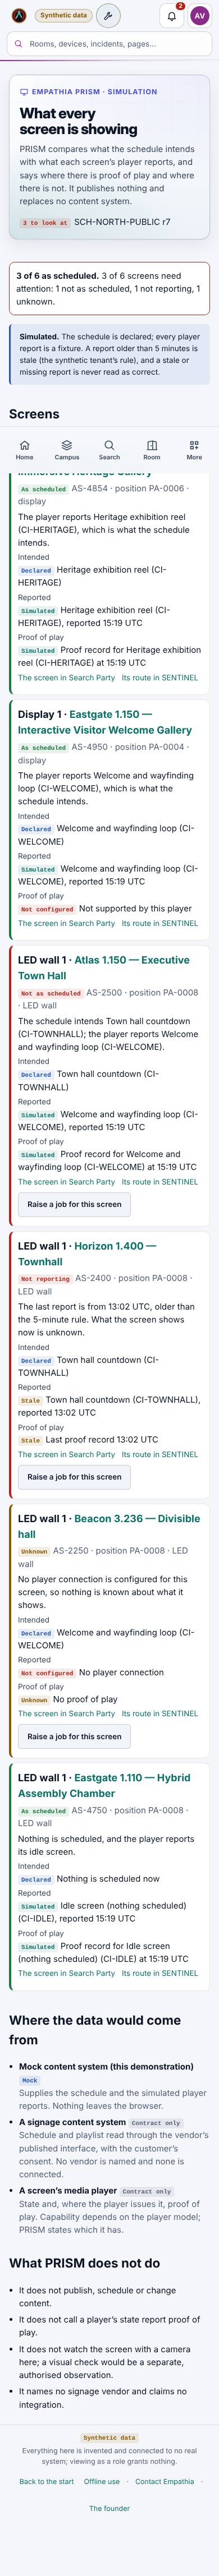 Synthetic data
2
AV
Rooms, devices, incidents, pages...
EMPATHIA PRISM · SIMULATION
What every
screen is showing
PRISM compares what the schedule intends
with what each screen's player reports, and
says where there is proof of play and where
there is not. It publishes nothing and
replaces no content system.
3 to look at SCH-NORTH-PUBLIC r7
3 of 6 as scheduled. 3 of 6 screens need
attention: 1 not as scheduled, 1 not reporting, 1
unknown.
Simulated. The schedule is declared; every player
report is a fixture. A report older than 5 minutes is
stale (the synthetic tenant's rule), and a stale or
missing report is never read as correct.
Screens
Home
Campus
Search
Room
More
Immersive Heritage Gallery
As scheduled AS-4854 · position PA-0006 ·
display
The player reports Heritage exhibition reel
(CI-HERITAGE), which is what the schedule
intends.
Intended
Declared Heritage exhibition reel (CI-
HERITAGE)
Reported
Simulated Heritage exhibition reel (CI-
HERITAGE), reported 15:19 UTC
Proof of play
Simulated Proof record for Heritage exhibition
reel (CI-HERITAGE) at 15:19 UTC
The screen in Search Party Its route in SENTINEL
Display 1 · Eastgate 1.150 —
Interactive Visitor Welcome Gallery
As scheduled AS-4950 · position PA-0004 ·
display
The player reports Welcome and wayfinding
loop (CI-WELCOME), which is what the
schedule intends.
Intended
Declared Welcome and wayfinding loop (CI-
WELCOME)
Reported
Simulated Welcome and wayfinding loop (CI-
WELCOME), reported 15:19 UTC
Proof of play
Not configured Not supported by this player
The screen in Search Party Its route in SENTINEL
LED wall 1 · Atlas 1.150 — Executive
Town Hall
Not as scheduled AS-2500 · position PA-0008
· LED wall
The schedule intends Town hall countdown
(CI-TOWNHALL); the player reports Welcome
and wayfinding loop (CI-WELCOME).
Intended
Declared Town hall countdown (CI-
TOWNHALL)
Reported
Simulated Welcome and wayfinding loop (CI-
WELCOME), reported 15:19 UTC
Proof of play
Simulated Proof record for Welcome and
wayfinding loop (CI-WELCOME) at 15:19 UTC
The screen in Search Party Its route in SENTINEL
Raise a job for this screen
LED wall 1 · Horizon 1.400 —
Townhall
Not reporting AS-2400 · position PA-0008 ·
LED wall
The last report is from 13:02 UTC, older than
the 5-minute rule. What the screen shows
now is unknown.
Intended
Declared Town hall countdown (CI-
TOWNHALL)
Reported
Stale Town hall countdown (CI-TOWNHALL),
reported 13:02 UTC
Proof of play
Stale Last proof record 13:02 UTC
The screen in Search Party Its route in SENTINEL
Raise a job for this screen
LED wall 1 · Beacon 3.236 — Divisible
hall
Unknown AS-2250 · position PA-0008 · LED
wall
No player connection is configured for this
screen, so nothing is known about what it
shows.
Intended
Declared Welcome and wayfinding loop (CI-
WELCOME)
Reported
Not configured No player connection
Proof of play
Unknown No proof of play
The screen in Search Party Its route in SENTINEL
Raise a job for this screen
LED wall 1 · Eastgate 1.110 — Hybrid
Assembly Chamber
As scheduled AS-4750 · position PA-0008 ·
LED wall
Nothing is scheduled, and the player reports
its idle screen.
Intended
Declared Nothing is scheduled now
Reported
Simulated Idle screen (nothing scheduled)
(CI-IDLE), reported 15:19 UTC
Proof of play
Simulated Proof record for Idle screen
(nothing scheduled) (CI-IDLE) at 15:19 UTC
The screen in Search Party Its route in SENTINEL
Where the data would come
from
• Mock content system (this demonstration)
Mock
Supplies the schedule and the simulated player
reports. Nothing leaves the browser.
• A signage content system Contract only
Schedule and playlist read through the vendor's
published interface, with the customer's
consent. No vendor is named and none is
connected.
• A screen's media player Contract only
State and, where the player issues it, proof of
play. Capability depends on the player model;
PRISM states which it has.
What PRISM does not do
• It does not publish, schedule or change
content.
• It does not call a player's state report proof of
play.
• It does not watch the screen with a camera
here; a visual check would be a separate,
authorised observation.
• It names no signage vendor and claims no
integration.
Synthetic data
Everything here is invented and connected to no real
system; viewing as a role grants nothing.
Back to the start Offline use · Contact Empathia ·
The founder